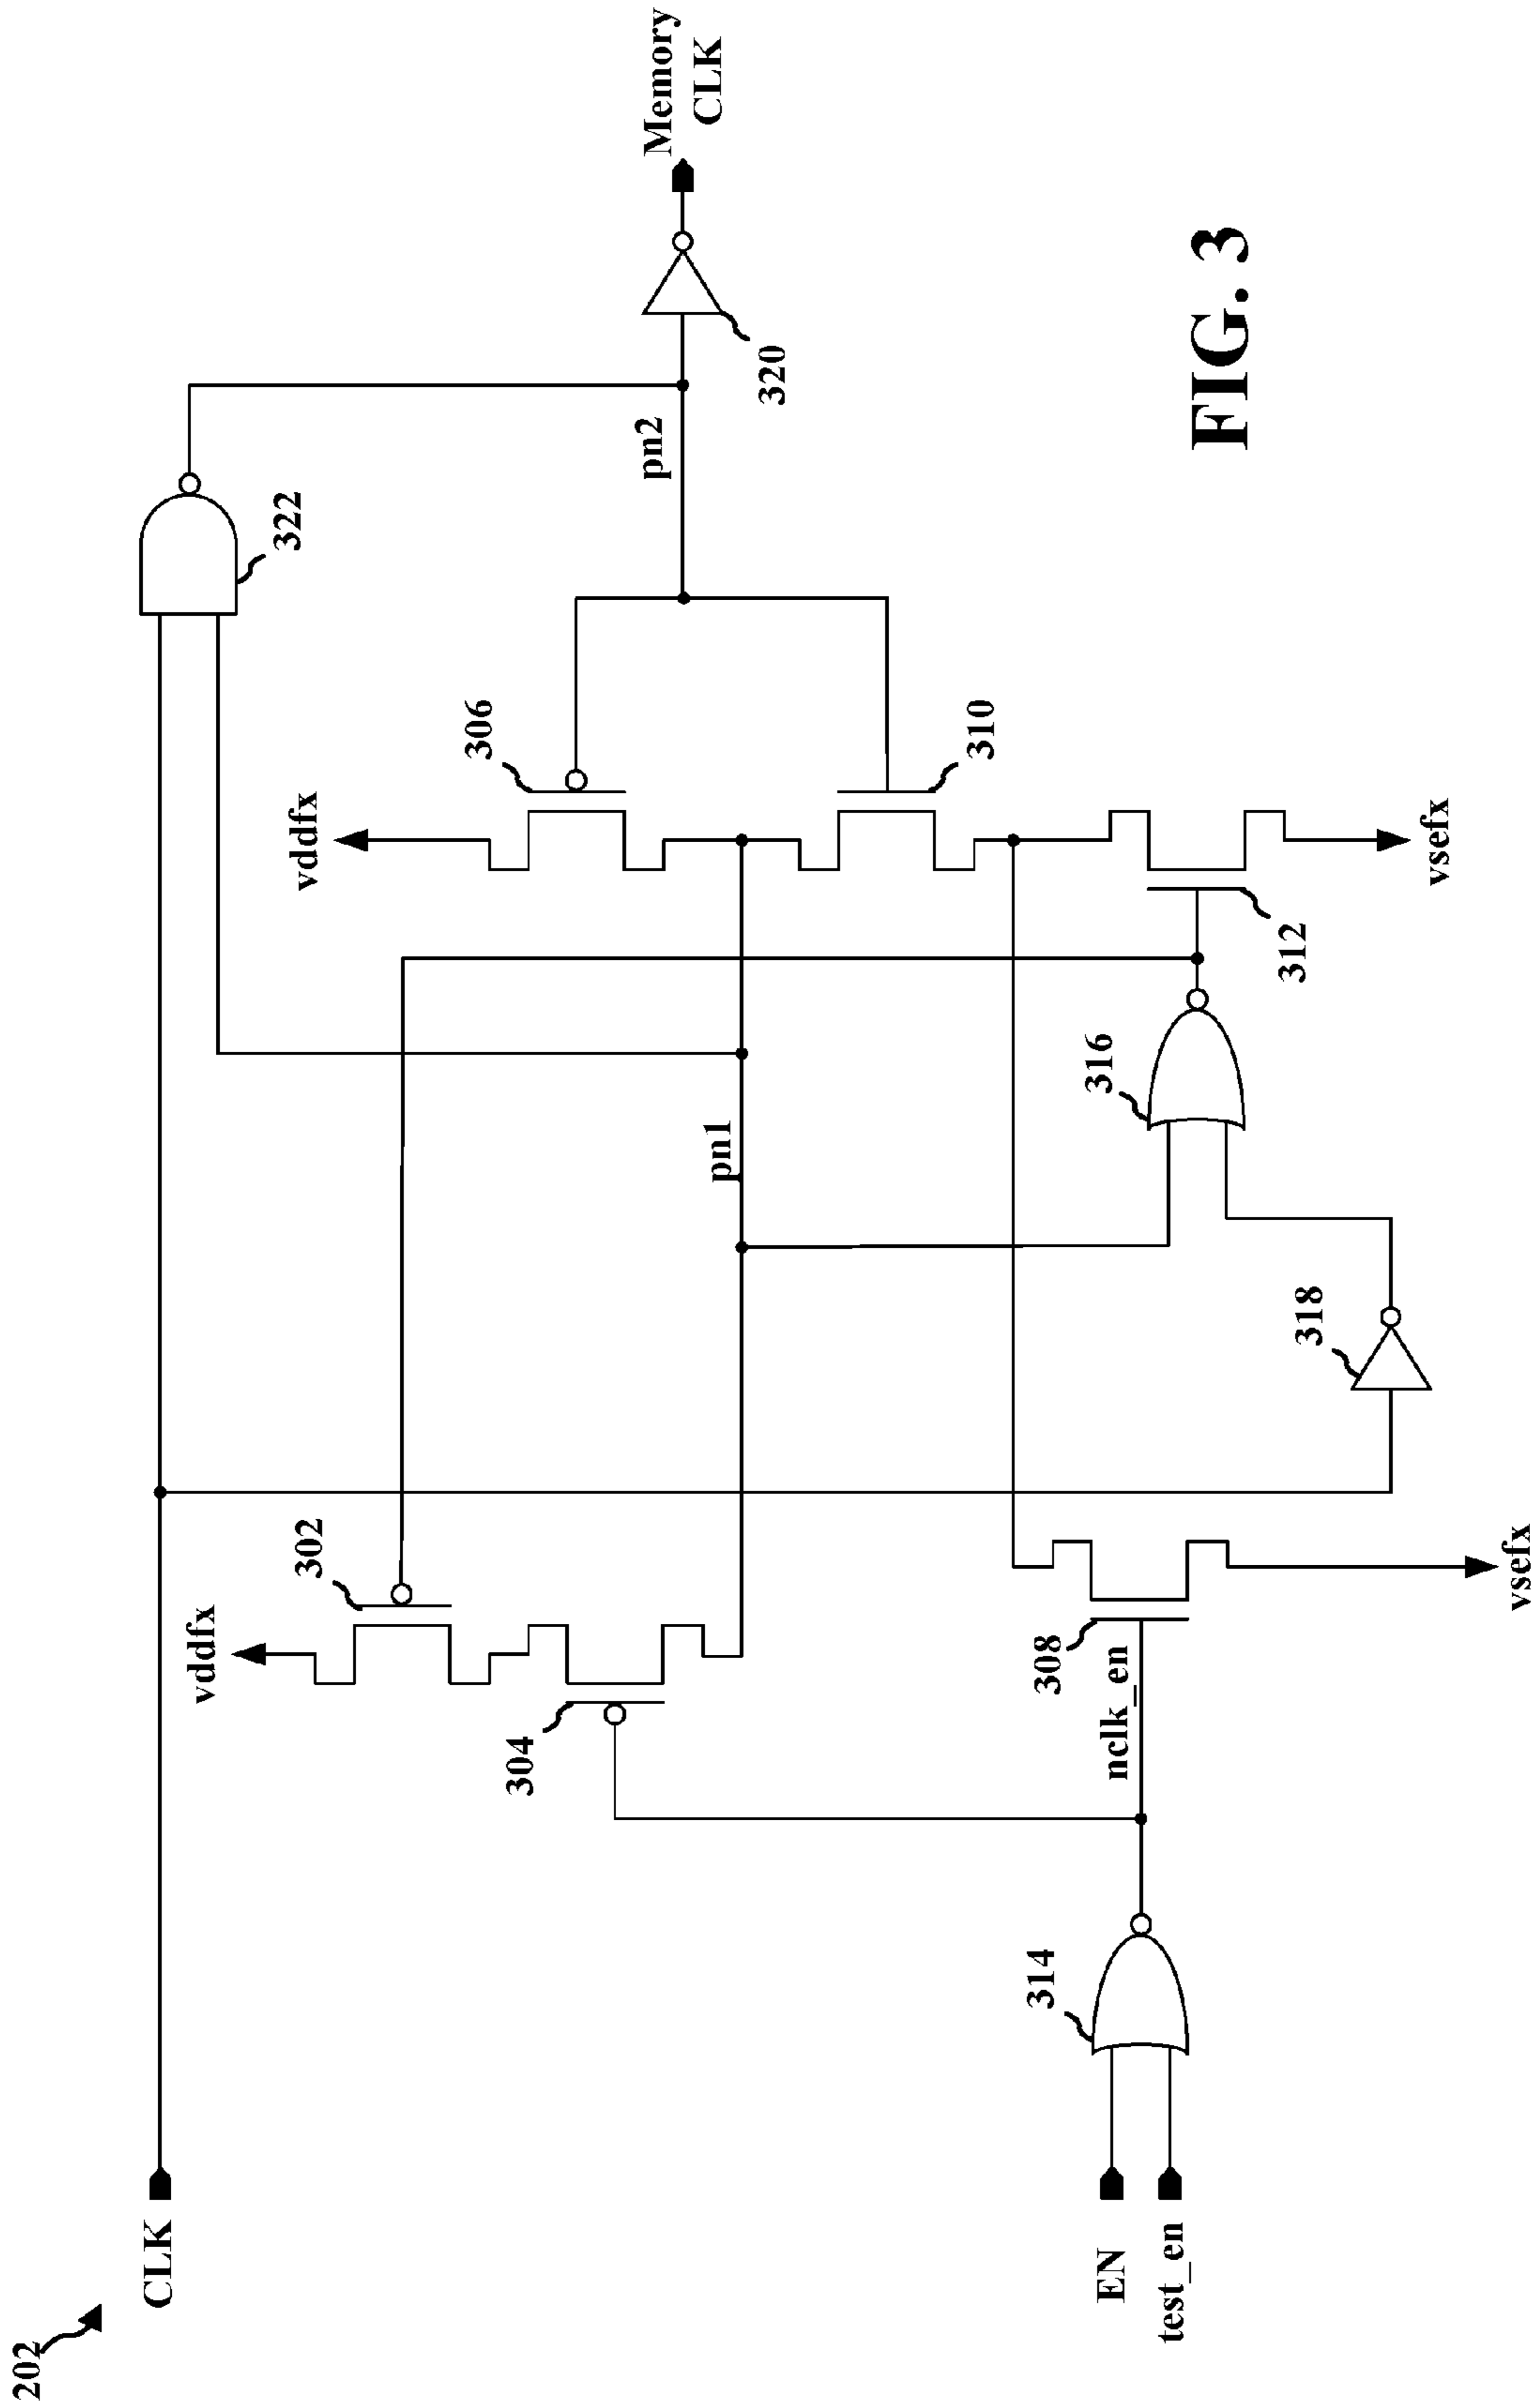 202
CLK
322
Memory
CLK
vddfx
302
vddfx
306
pn2
320
304
pn1
310
EN
test_en
314
nclk_en
308
316
312
318
vsefx
vsefx
FIG. 3